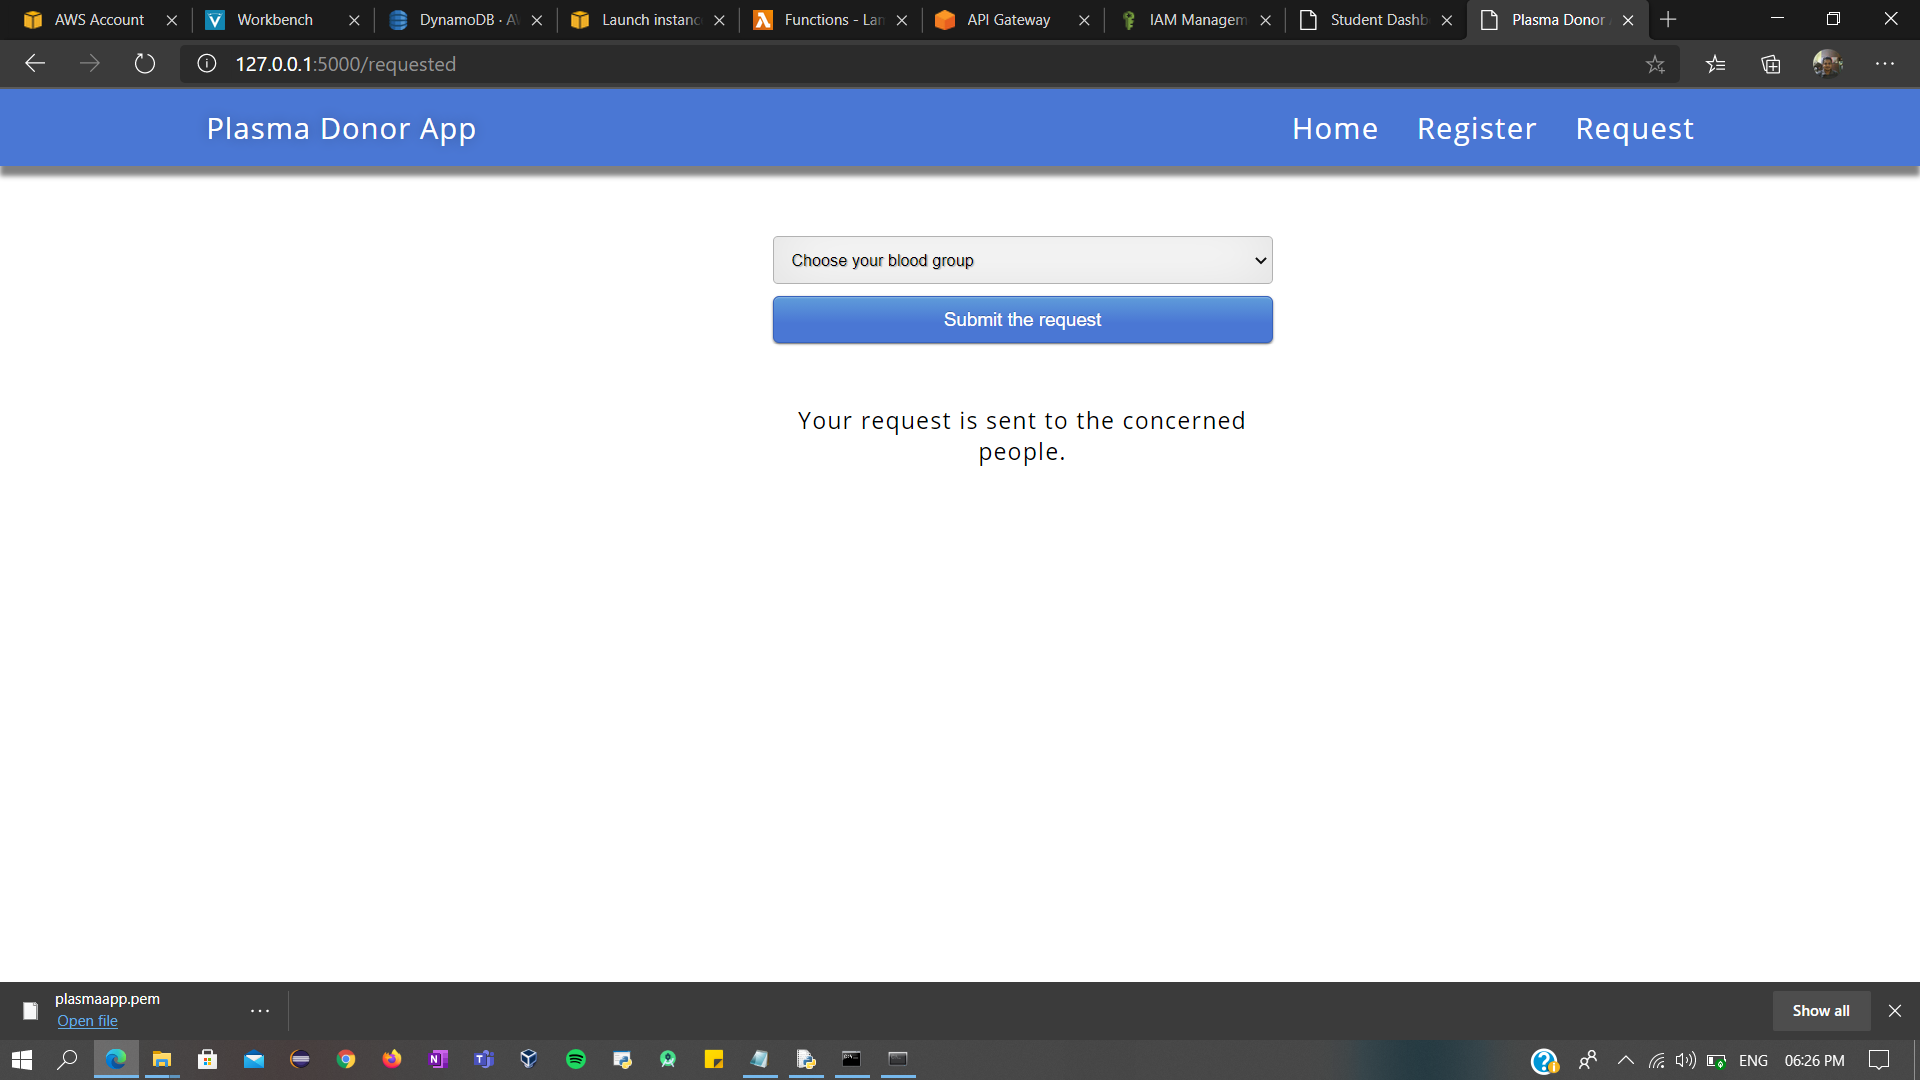 AWS Account
Workbench
DynamoDB · A
Launch instanc
Functions - Lan
API Gateway
IAM Managem
Student Dashb
Plasma Donor
127.0.0.1:5000/requested
Plasma Donor App
Home
Register
Request
Choose your blood group
Submit the request
Your request is sent to the concerned
people.
plasmaapp.pem
Open file
Show all
ENG
06:26 PM